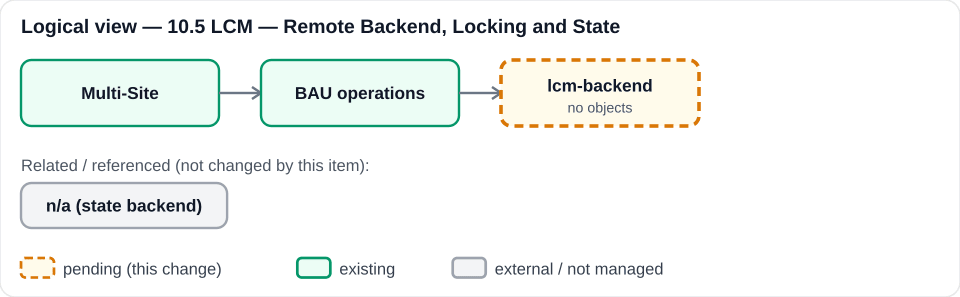 Logical view — 10.5 LCM — Remote Backend, Locking and State
Multi-Site
BAU operations
lcm-backend
no objects
Related / referenced (not changed by this item):
n/a (state backend)
pending (this change)
existing
external / not managed